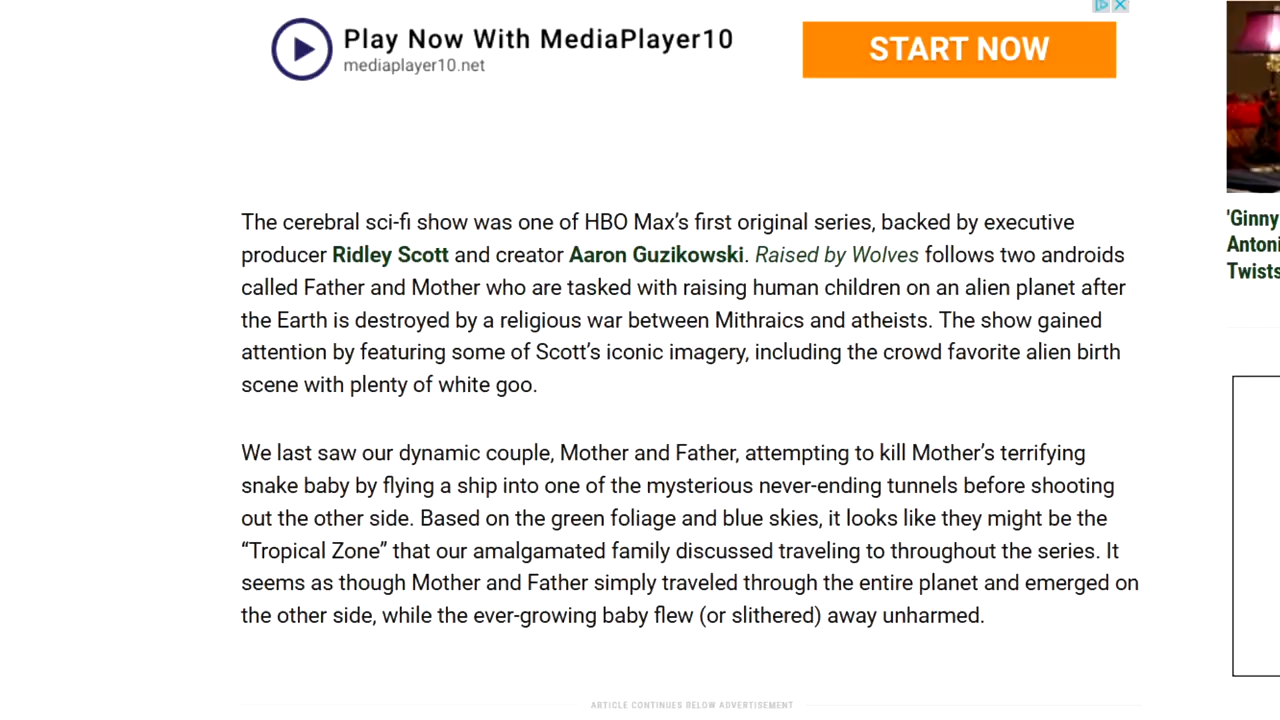 Play Now With MediaPlayer10
mediaplayer10.net
START NOW
The cerebral sci-fi show was one of HBO Max’s first original series, backed by executive
producer Ridley Scott and creator Aaron Guzikowski. Raised by Wolves follows two androids
called Father and Mother who are tasked with raising human children on an alien planet after
the Earth is destroyed by a religious war between Mithraics and atheists. The show gained
attention by featuring some of Scott’s iconic imagery, including the crowd favorite alien birth
scene with plenty of white goo.
We last saw our dynamic couple, Mother and Father, attempting to kill Mother’s terrifying
snake baby by flying a ship into one of the mysterious never-ending tunnels before shooting
out the other side. Based on the green foliage and blue skies, it looks like they might be the
“Tropical Zone” that our amalgamated family discussed traveling to throughout the series. It
seems as though Mother and Father simply traveled through the entire planet and emerged on
the other side, while the ever-growing baby flew (or slithered) away unharmed.
ARTICLE CONTINUES BELOW ADVERTISEMENT
'Ginny
Antoni
Twists